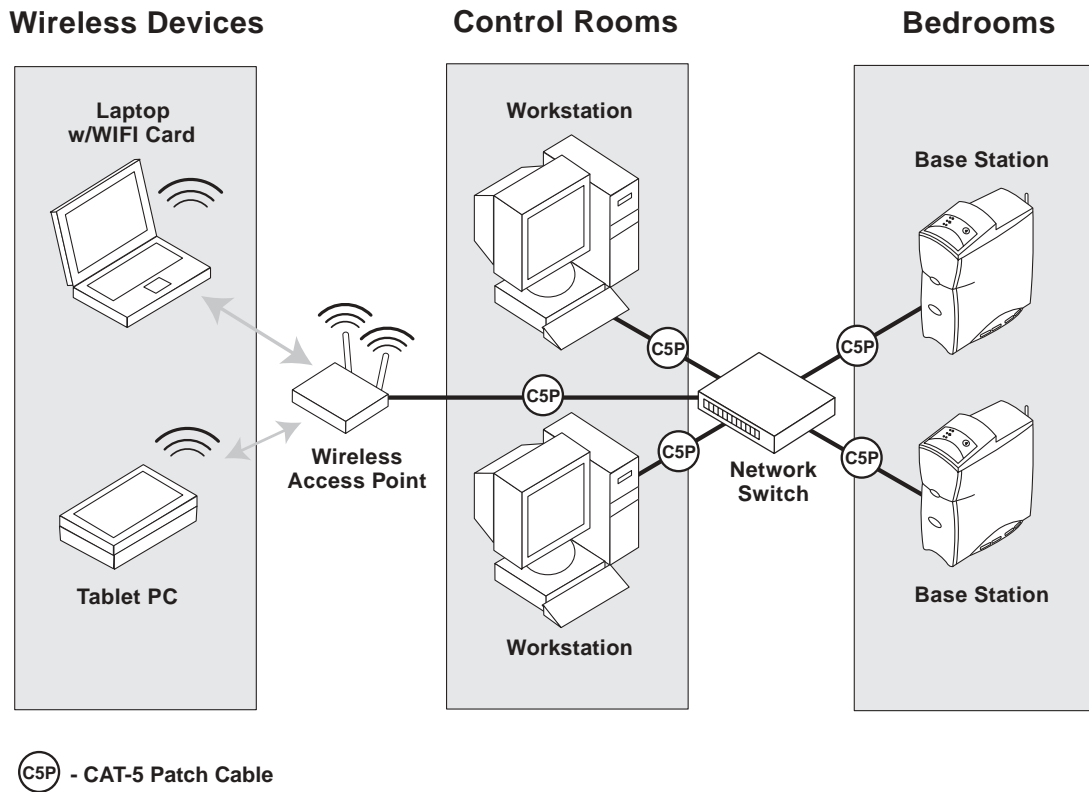 Wireless Devices
Control Rooms
Bedrooms
Laptop
w/WIFI Card
Workstation
Base Station
C5P
C5P
C5P
C5P
C5P
Wireless
Access Point
Network
Switch
Tablet PC
Base Station
Workstation
C5P - CAT-5 Patch Cable